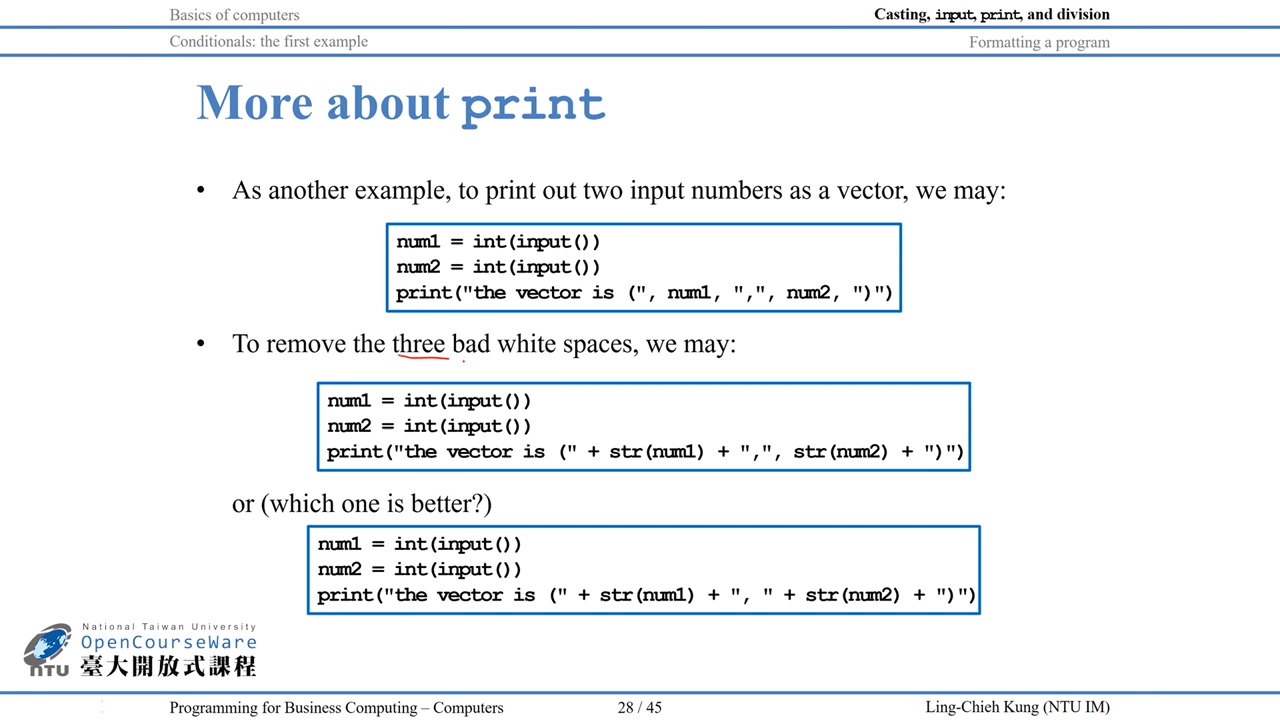 Basics of computers
Casting, input, print, and division
Conditionals: the first example
Formatting a program
More about print
• As another example, to print out two input numbers as a vector, we may:
num1 = int(input())
num2 = int(input())
print("the vector is (", num1, ",", num2, ")")
• To remove the three bad white spaces, we may:
num1 = int(input())
num2 = int(input())
print("the vector is (" + str(num1) + ",", str(num2) + ")")
or (which one is better?)
num1 = int(input())
num2 = int(input())
print("the vector is (" + str(num1) + ", " + str(num2) + ")")
National Taiwan University
OpenCourseWare
NTU 臺大開放式課程
Programming for Business Computing – Computers
28 / 45
Ling-Chieh Kung (NTU IM)